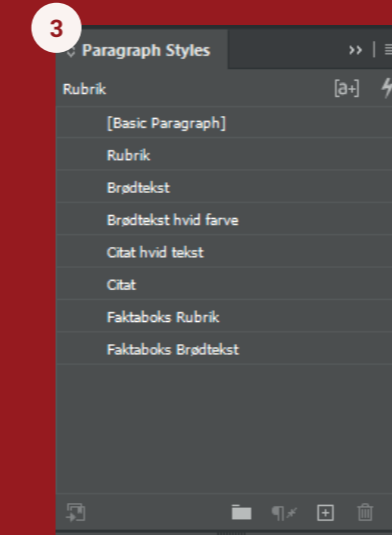 3
Paragraph Styles
Rubrik
[a+]
[Basic Paragraph]
Rubrik
Brødtekst
Brødtekst hvid farve
Citat hvid tekst
Citat
Faktaboks Rubrik
Faktaboks Brødtekst